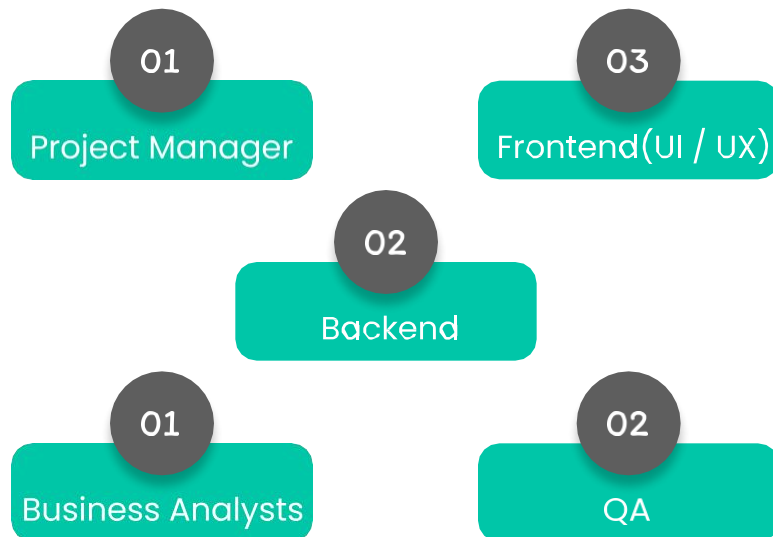 01
Project Manager
03
Frontend(UI / UX)
02
Backend
01
Business Analysts
02
QA